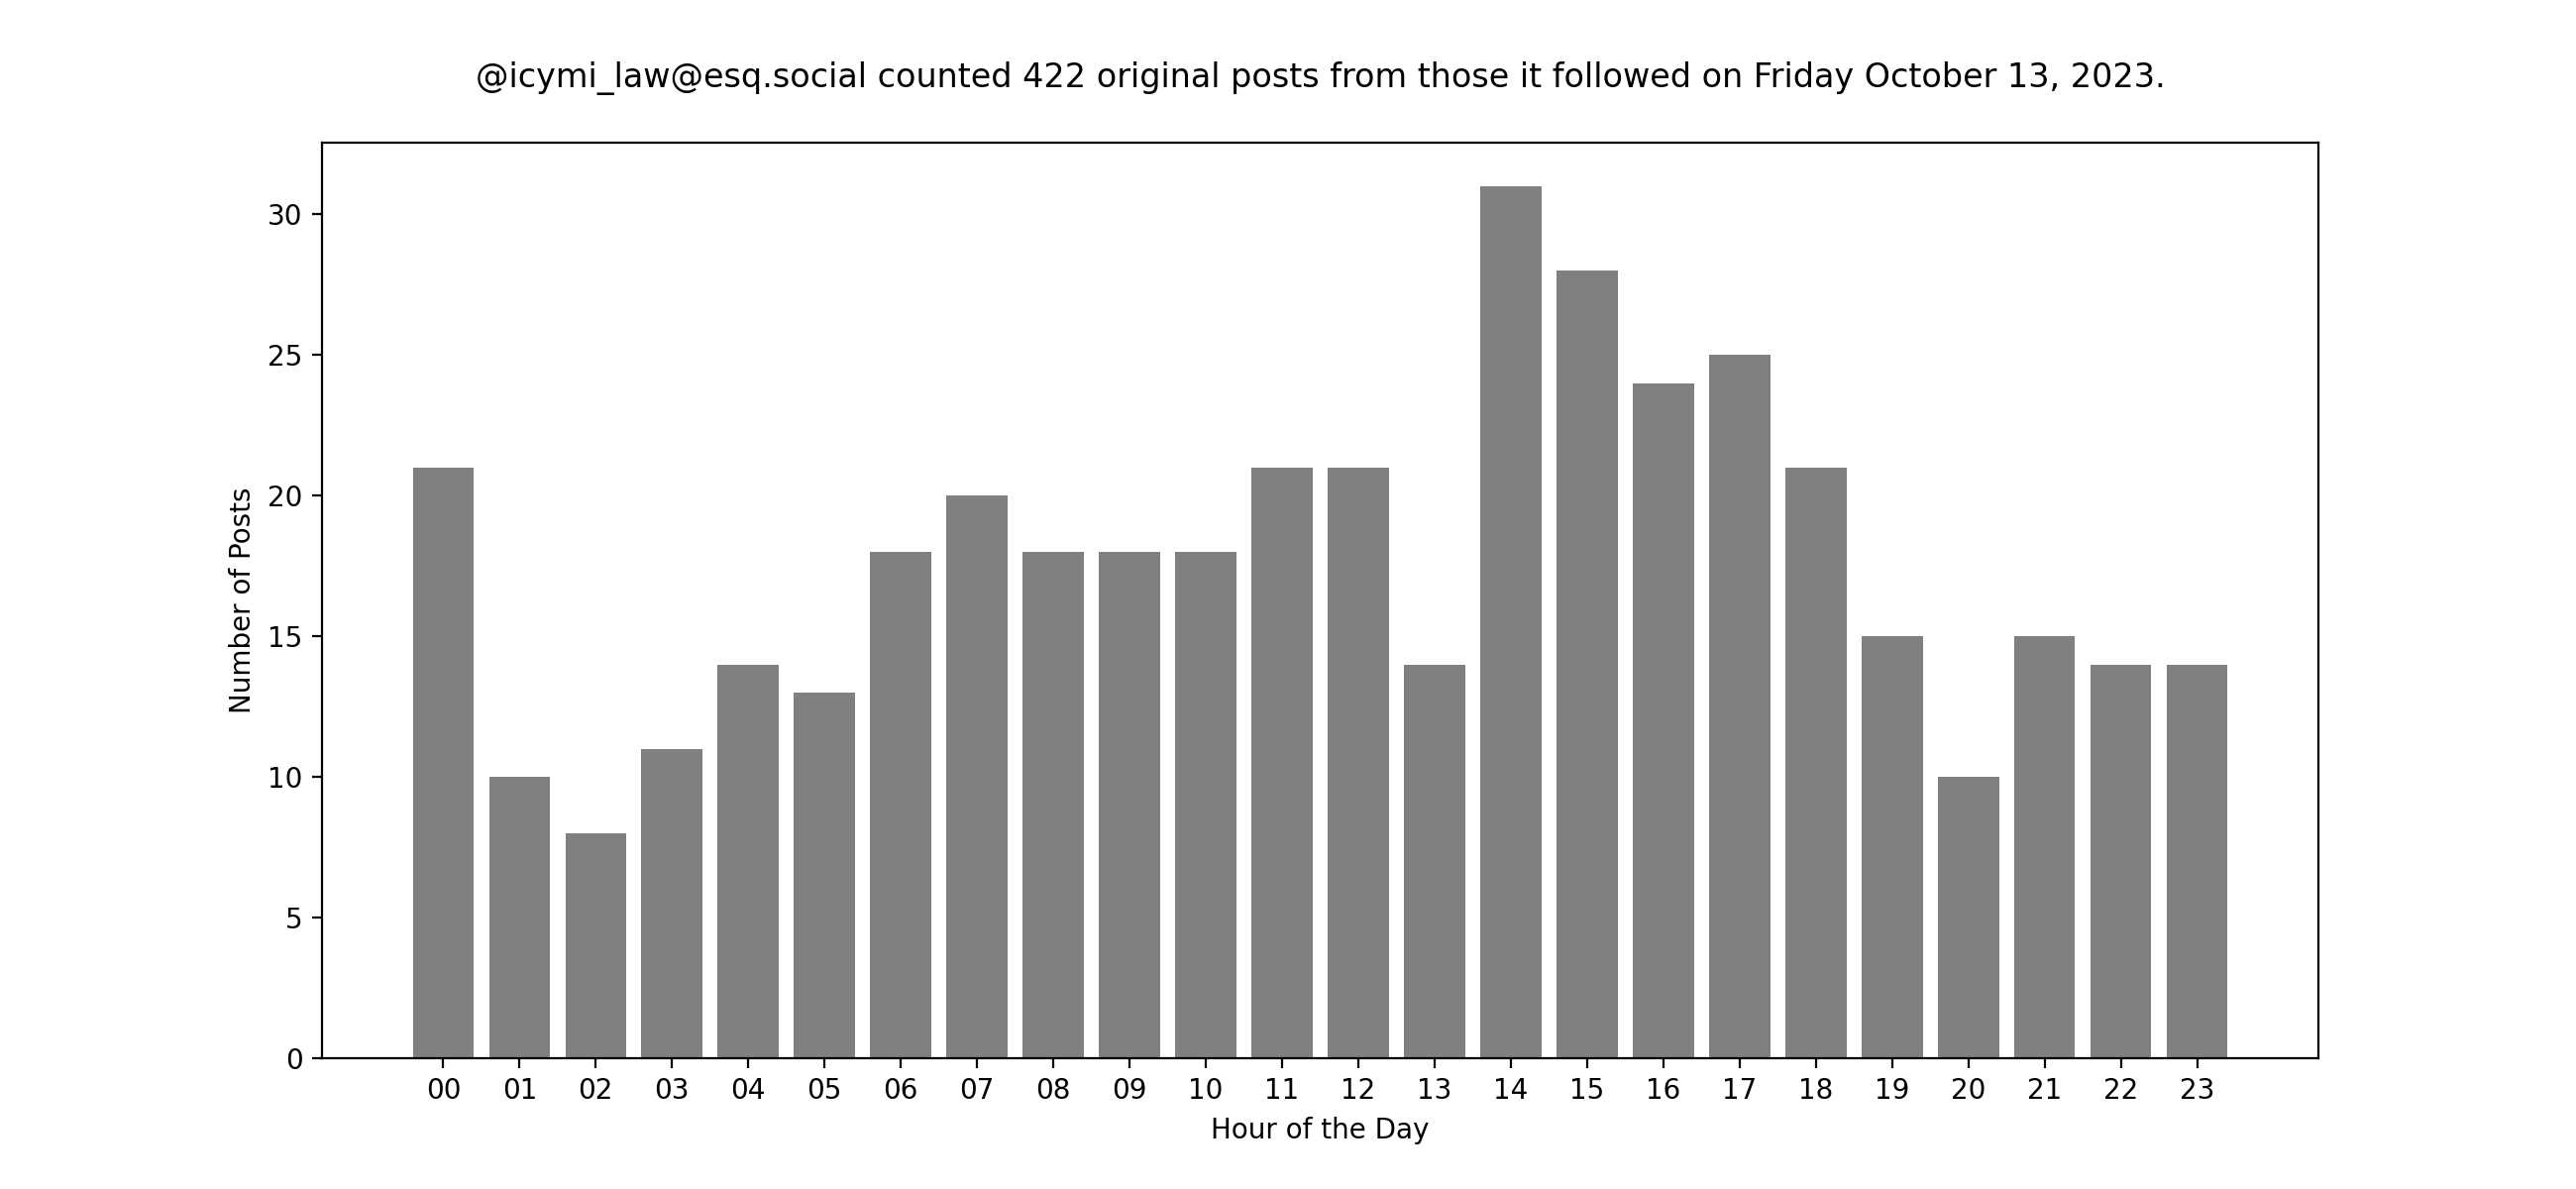 @icymi_law@esq.social counted 422 original posts from those it followed on Friday October 13, 2023.
30
25
20
15
10
5
0
Number of Posts
00 01 02 03 04 05 06 07 08 09 10 11 12 13 14 15 16 17 18 19 20 21 22 23
Hour of the Day